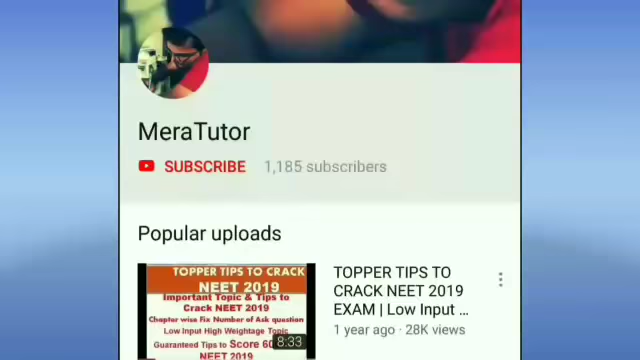 MeraTutor
SUBSCRIBE 1,185 subscribers
Popular uploads
TOPPER TIPS TO CRACK
NEET 2019
Important Topic & Tips to
Crack NEET 2019
Chapter wise Fix Number of Ask question
Low Input High Weightage Topic
Guaranteed Tips to Score 60
NEET 2019
8:33
TOPPER TIPS TO
CRACK NEET 2019
EXAM | Low Input ...
1 year ago · 28K views